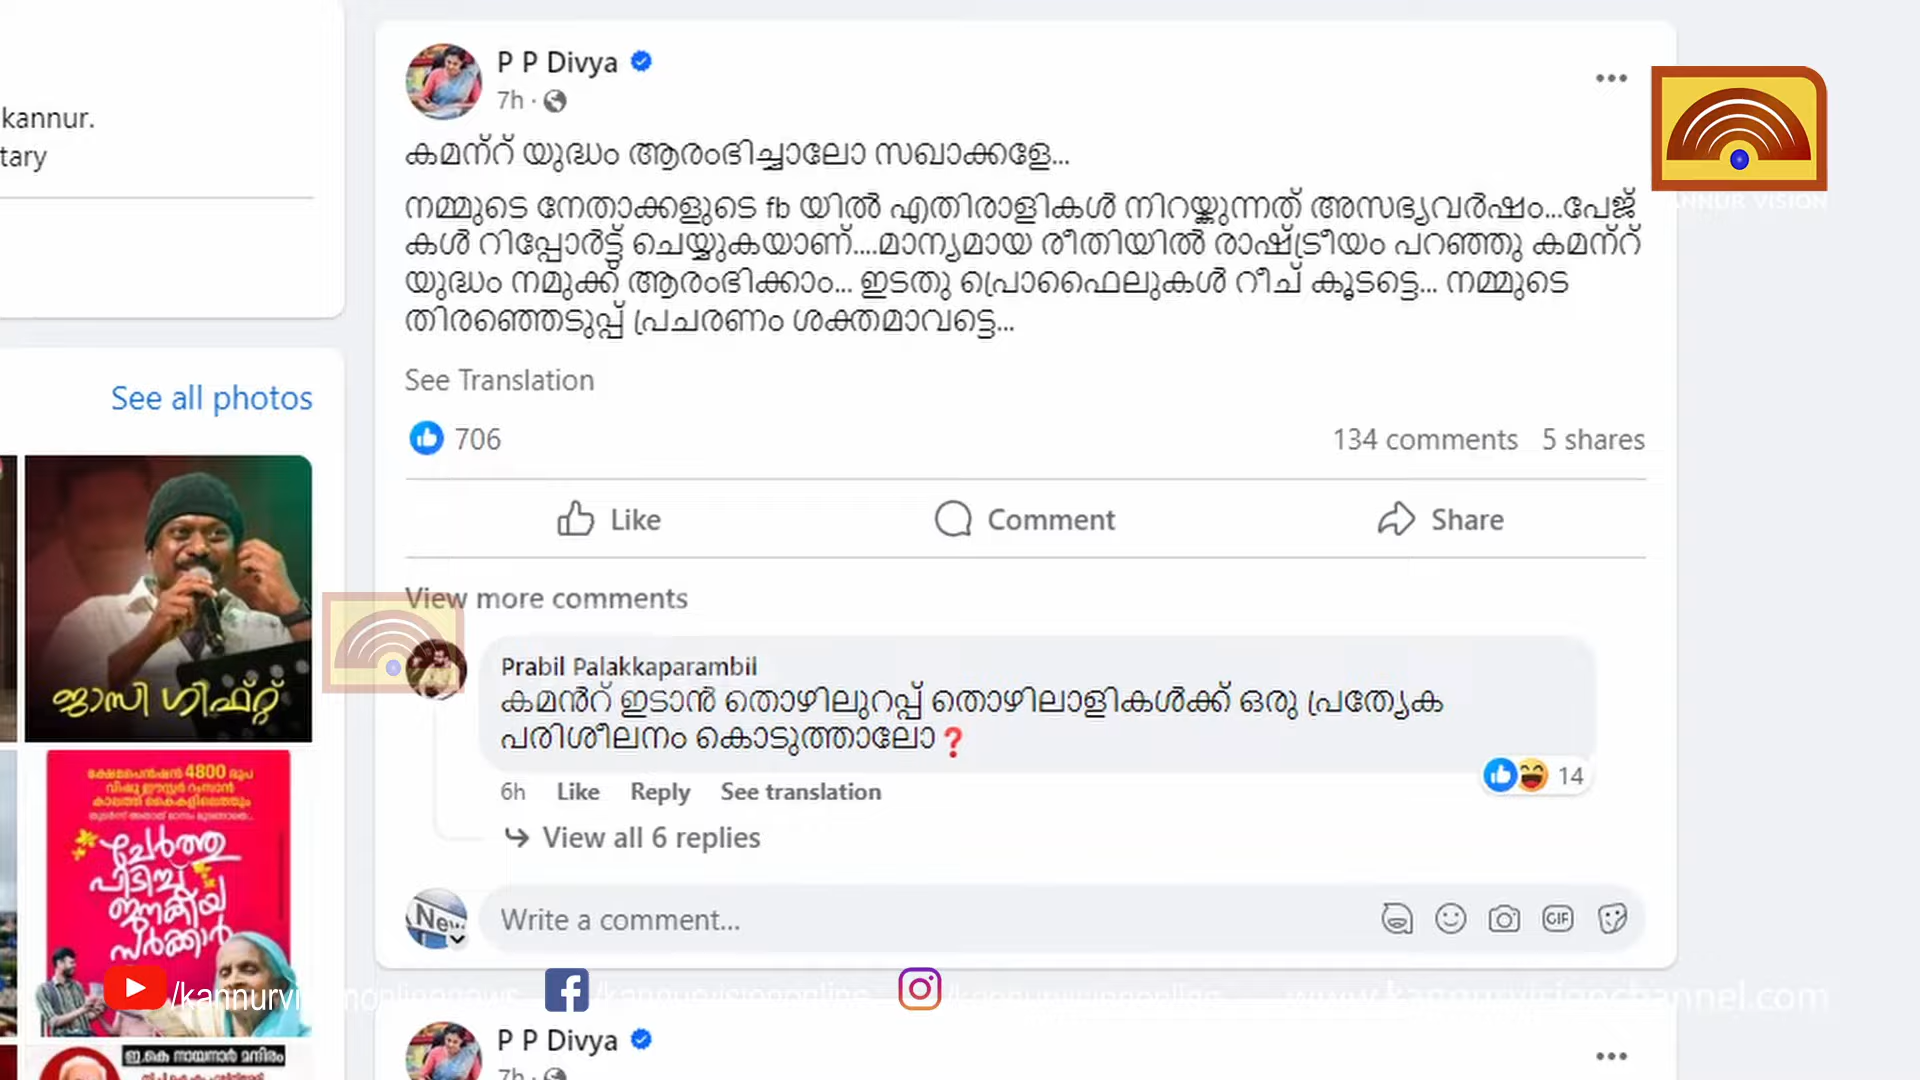 kannur.
tary
See all photos
ജാസി ഗിഫ്റ്റ്
ക്ഷേമപെൻഷൻ 4800 രൂപ
വിഷു ഈസ്റ്റർ റംസാൻ
ചേർത്തു
പിടിച്ച്
ജനകീയ
സർക്കാർ
ഇ.കെ നായനാർ മന്ദിരം
P P Divya
7h
കമന്റ് യുദ്ധം ആരംഭിച്ചാലോ സഖാക്കളേ...
നമ്മുടെ നേതാക്കളുടെ fb യിൽ എതിരാളികൾ നിറയ്ക്കുന്നത് അസഭ്യവർഷം...പേജ്
കൾ റിപ്പോർട്ട് ചെയ്യുകയാണ്....മാന്യമായ രീതിയിൽ രാഷ്ട്രീയം പറഞ്ഞു കമന്റ്
യുദ്ധം നമുക്ക് ആരംഭിക്കാം... ഇടതു പ്രൊഫൈലുകൾ റീച് കൂടട്ടെ... നമ്മുടെ
തിരഞ്ഞെടുപ്പ് പ്രചരണം ശക്തമാവട്ടെ...
See Translation
706
134 comments 5 shares
Like Comment Share
View more comments
Prabil Palakkaparambil
കമൻറ് ഇടാൻ തൊഴിലുറപ്പ് തൊഴിലാളികൾക്ക് ഒരു പ്രത്യേക
പരിശീലനം കൊടുത്താലോ❓
14
6h Like Reply See translation
View all 6 replies
New
Write a comment...
GIF
P P Divya
7h
KANNUR VISION
/kannurvisiononlinenews /kannurvisiononline /kannurvisiononline www.kannurvisionchannel.com